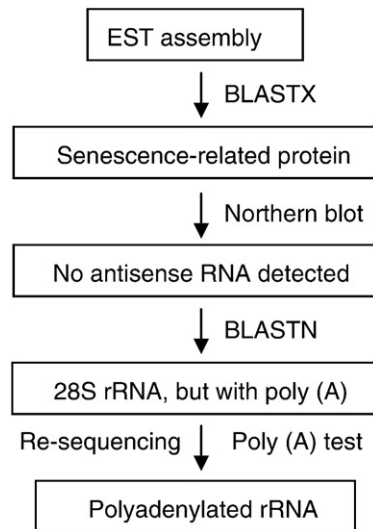 EST assembly
BLASTX
Senescence-related protein
Northern blot
No antisense RNA detected
BLASTN
28S rRNA, but with poly (A)
Re-sequencing Poly (A) test
Polyadenylated rRNA